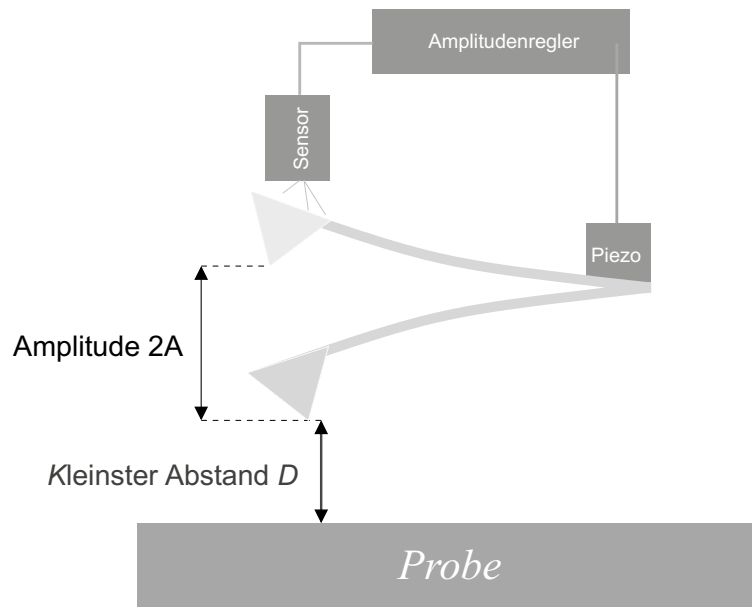 Amplitudenregler
Sensor
Piezo
Amplitude 2A
Kleinster Abstand D
Probe